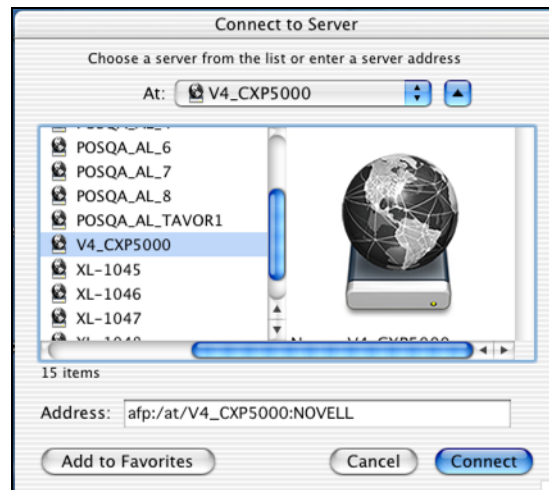 Connect to Server
Choose a server from the list or enter a server address
At: V4_CXP5000
POSQA_AL_6
POSQA_AL_7
POSQA_AL_8
POSQA_AL_TAVOR1
V4_CXP5000
XL-1045
XL-1046
XL-1047
15 items
Address: afp:/at/V4_CXP5000:NOVELL
Add to Favorites
Cancel Connect